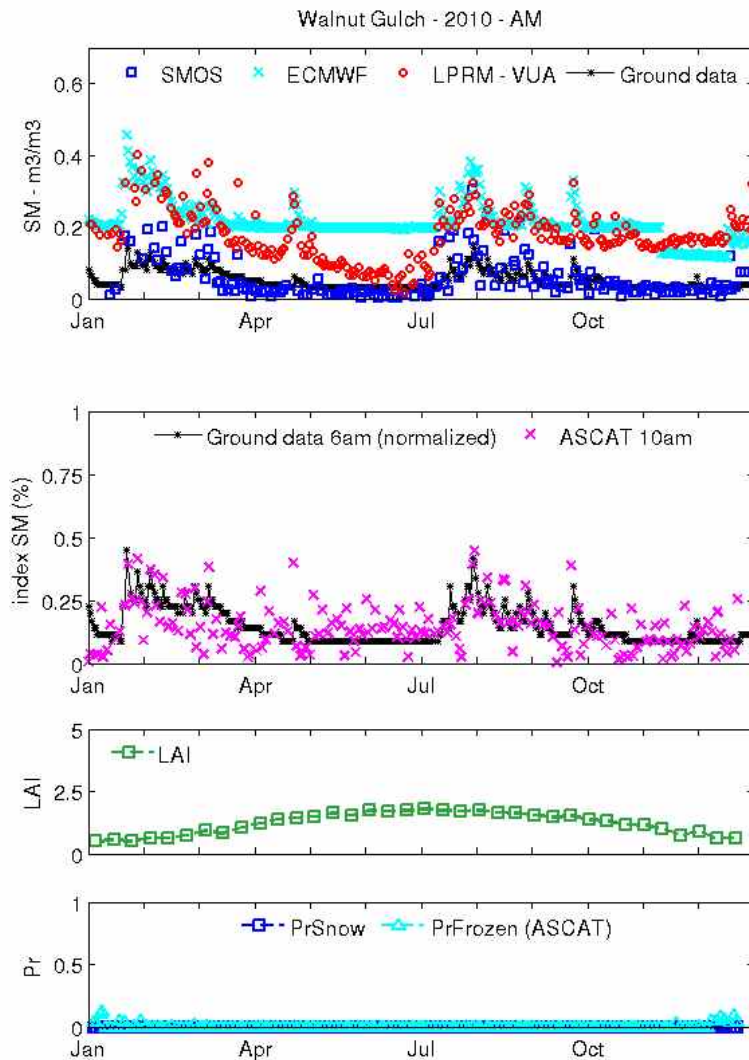 Walnut Gulch - 2010 - AM
SMOS ECMWF LPRM - VUA Ground data
SM - m3/m3
0.6
0.4
0.2
0
Jan Apr Jul Oct
Ground data 6am (normalized) ASCAT 10am
index SM (%)
1
0.75
0.5
0.25
0
Jan Apr Jul Oct
LAI
LAI
5
2.5
0
PrSnow PrFrozen (ASCAT)
Pr
1
0.5
0
Jan Apr Jul Oct